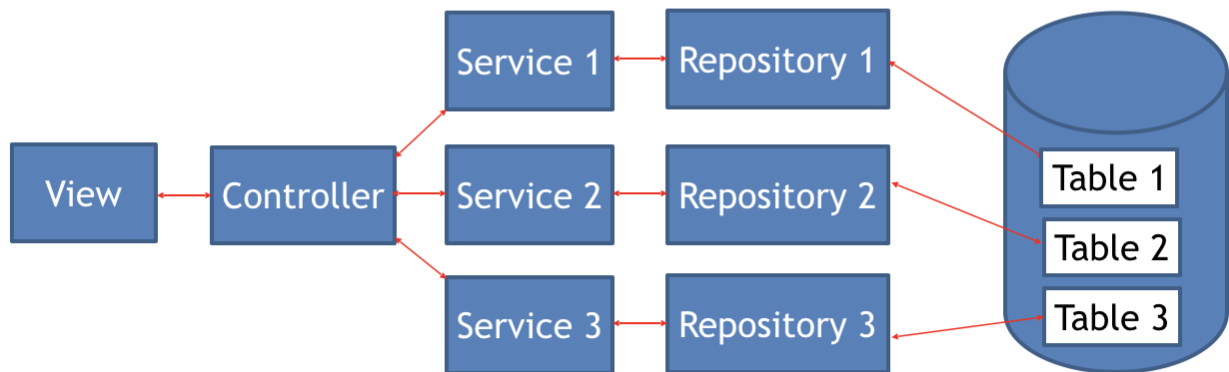 Service 1
Repository 1
View
Controller
Service 2
Repository 2
Service 3
Repository 3
Table 1
Table 2
Table 3